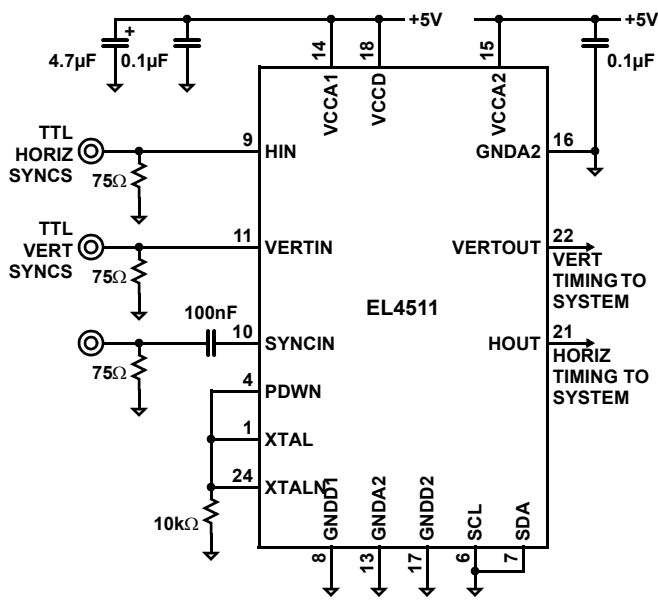 +5V
+5V
4.7µF
+
0.1µF
14
18
15
0.1µF
VCCA1
VCCD
VCCA2
TTL
HORIZ
SYNCS
75Ω
9
HIN
GNDA2
16
TTL
VERT
SYNCS
75Ω
11
VERTIN
VERTOUT
22
VERT
TIMING TO
SYSTEM
EL4511
100nF
75Ω
10
SYNCIN
HOUT
21
HORIZ
TIMING TO
SYSTEM
4
PDWN
1
XTAL
24
XTALN
10kΩ
GNDD1
GNDA2
GNDD2
SCL
SDA
8
13
17
6
7